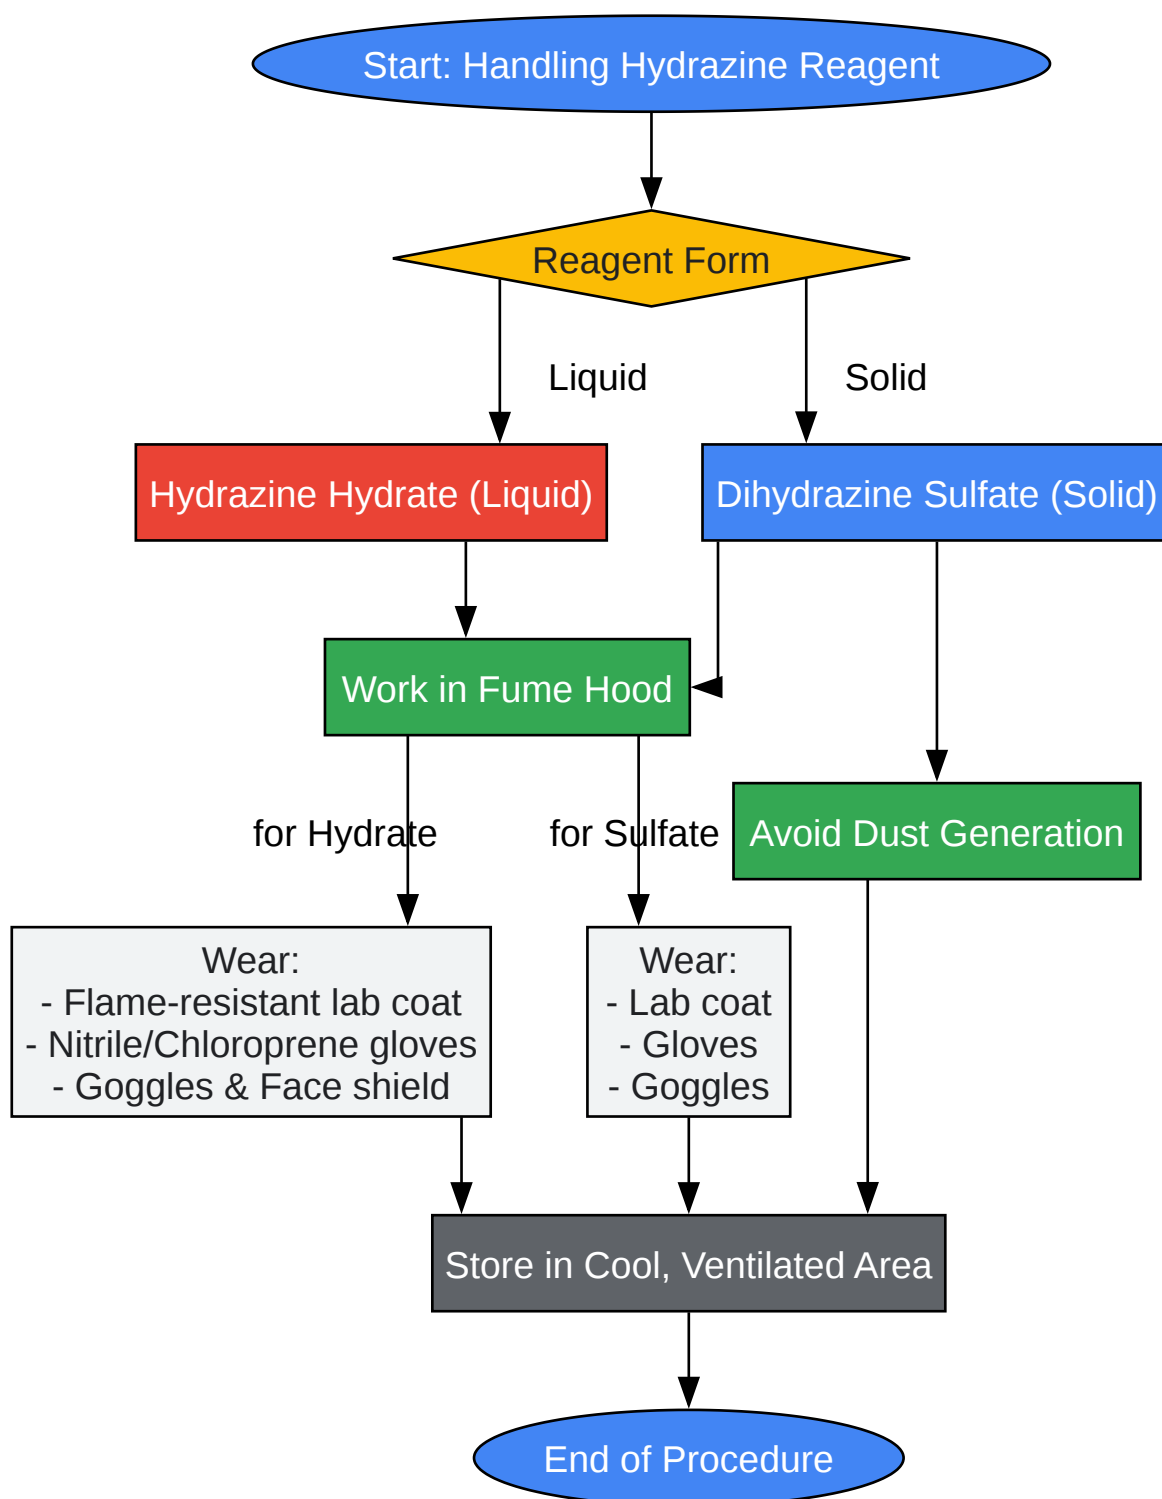 Start: Handling Hydrazine Reagent
Reagent Form
Liquid
Solid
Hydrazine Hydrate (Liquid)
Dihydrazine Sulfate (Solid)
Work in Fume Hood
for Hydrate
for Sulfate
Avoid Dust Generation
Wear:
- Flame-resistant lab coat
- Nitrile/Chloroprene gloves
- Goggles & Face shield
Wear:
- Lab coat
- Gloves
- Goggles
Store in Cool, Ventilated Area
End of Procedure